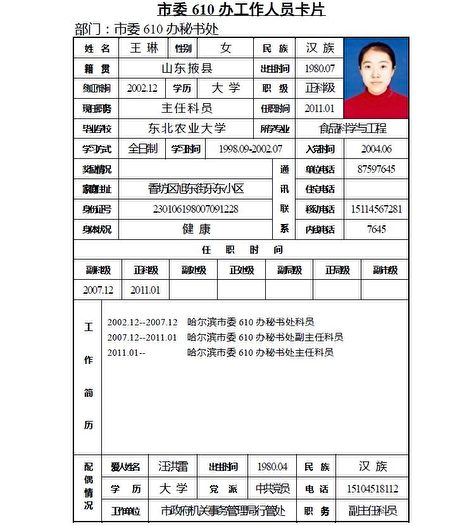 市委 610 办工作人员卡片
部门：市委 610 办秘书处
姓 名 王 琳 性别 女 民 族 汉 族
籍 贯 山东掖县 出生时间 1980.07
参加工作时间 2002.12 学历 大 学 职 级 正科级
现任职务 主任科员 任职时间 2011.01
毕业学校 东北农业大学 所学专业 食品科学与工程
学习方式 全日制 学习时间 1998.09-2002.07 入党时间 2004.06
奖惩情况 通讯联系 单位电话 87597645
家庭住址 香坊区旭东街乐东小区 住宅电话
身份证号 230106198007091228 移动电话 15114567281
身体状况 健 康 内线电话 7645
任 职 时 间
副科级 正科级 副处级 正处级 副局级 正局级
2007.12 2011.01
工作简历
2002.12--2007.12 哈尔滨市委 610 办秘书处科员
2007.12--2011.01 哈尔滨市委 610 办秘书处副主任科员
2011.01-- 哈尔滨市委 610 办秘书处主任科员
配偶情况
爱人姓名 汪洪雷 出生时间 1980.04 民 族 汉 族
学 历 大 学 党 派 中共党员 电 话 15104518112
工作单位 市政府机关事务管理局行管处 职 务 副主任科员